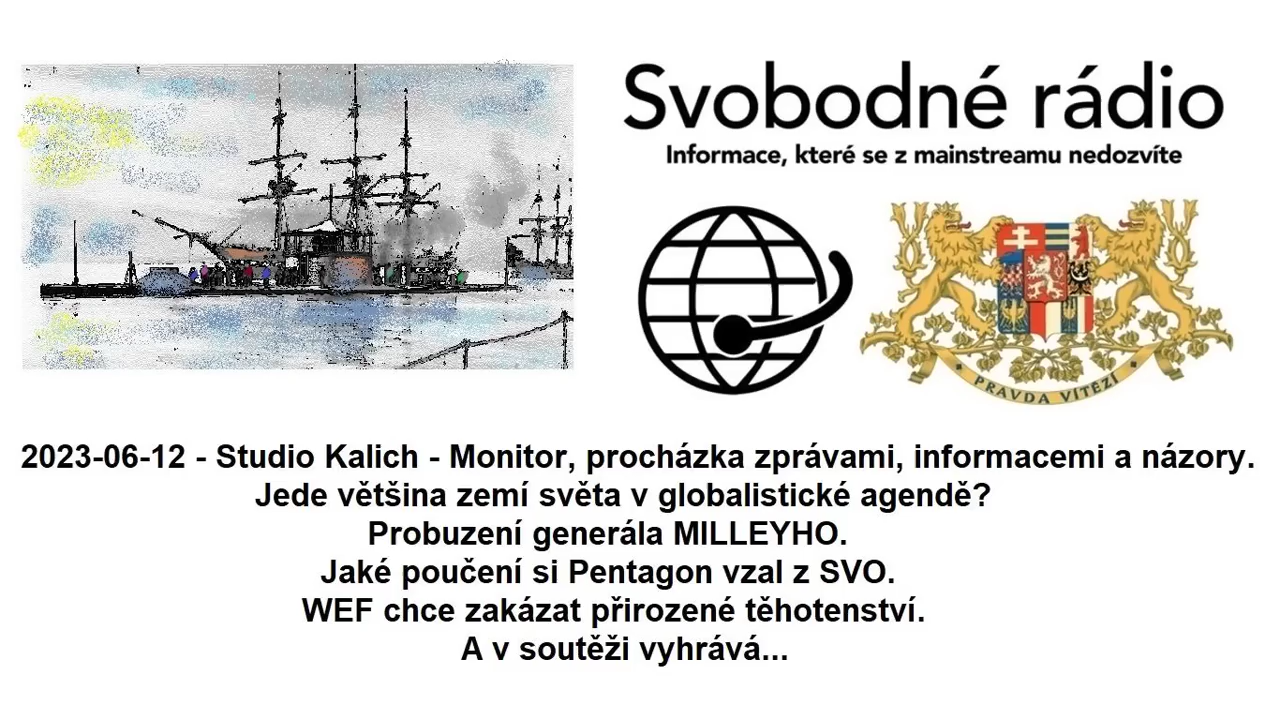 Svobodné rádio
Informace, které se z mainstreamu nedozvíte
PRAVDA VÍTĚZÍ
2023-06-12 - Studio Kalich - Monitor, procházka zprávami, informacemi a názory.
Jede většina zemí světa v globalistické agendě?
Probuzení generála MILLEYHO.
Jaké poučení si Pentagon vzal z SVO.
WEF chce zakázat přirozené těhotenství.
A v soutěži vyhrává...